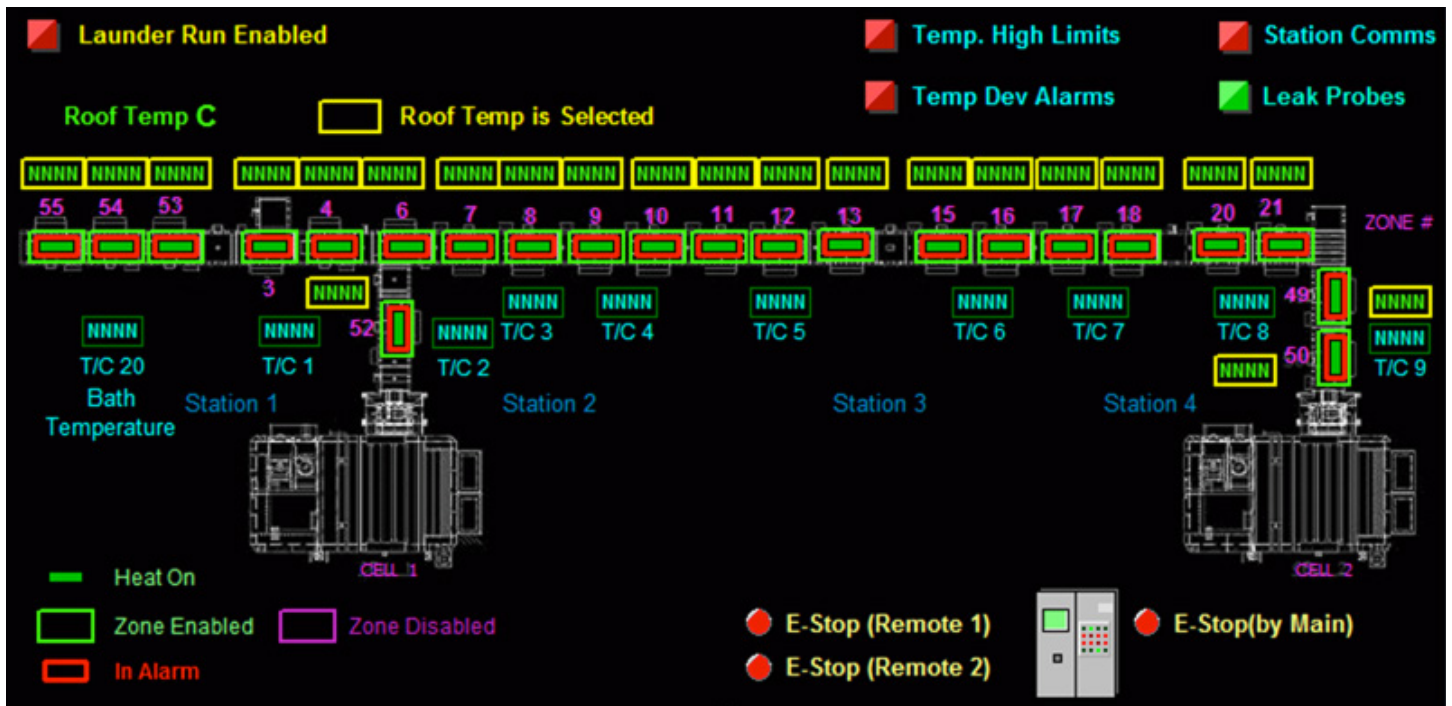 Launder Run Enabled
Temp. High Limits
Station Comms
Temp Dev Alarms
Leak Probes
Roof Temp C
Roof Temp is Selected
NNNN NNNN NNNN NNNN NNNN NNNN NNNN NNNN NNNN NNNN NNNN NNNN NNNN NNNN NNNN NNNN NNNN NNNN NNNN
55 54 53 4 6 7 8 9 10 11 12 13 15 16 17 18 20 21
ZONE #
3
NNNN
NNNN NNNN NNNN NNNN NNNN NNNN
49
NNNN
NNNN NNNN
52
NNNN
T/C 3 T/C 4 T/C 5 T/C 6 T/C 7 T/C 8
NNNN
T/C 20
T/C 1
T/C 2
50
NNNN
T/C 9
Bath
Temperature
Station 1
Station 2
Station 3
Station 4
CELL 1
CELL 2
Heat On
Zone Enabled
Zone Disabled
In Alarm
E-Stop (Remote 1)
E-Stop (Remote 2)
E-Stop(by Main)